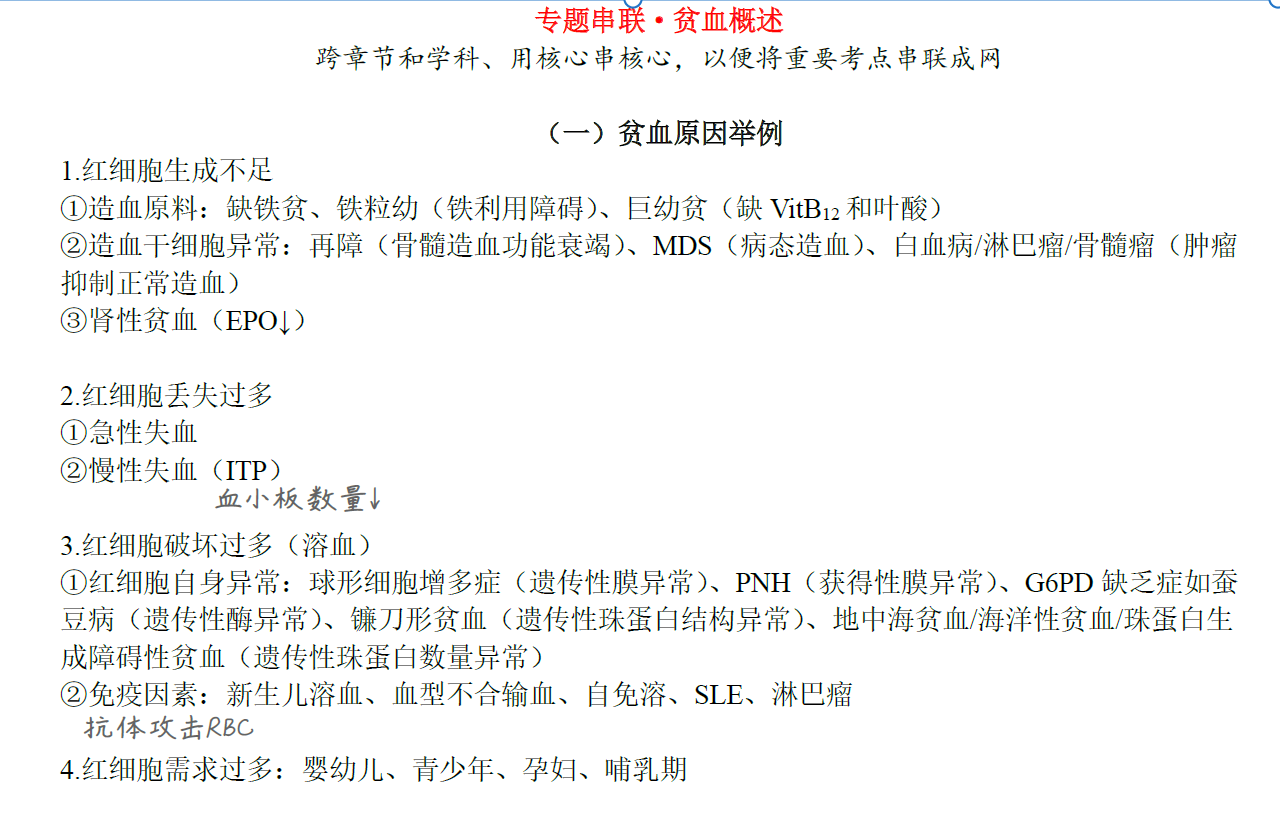 专题串联·贫血概述
跨章节和学科、用核心串核心，以便将重要考点串联成网
（一）贫血原因举例
1.红细胞生成不足
①造血原料：缺铁贫、铁粒幼（铁利用障碍）、巨幼贫（缺 VitB₁₂ 和叶酸）
②造血干细胞异常：再障（骨髓造血功能衰竭）、MDS（病态造血）、白血病/淋巴瘤/骨髓瘤（肿瘤
抑制正常造血）
③肾性贫血（EPO↓）
2.红细胞丢失过多
①急性失血
②慢性失血（ITP）
血小板数量↓
3.红细胞破坏过多（溶血）
①红细胞自身异常：球形细胞增多症（遗传性膜异常）、PNH（获得性膜异常）、G6PD 缺乏症如蚕
豆病（遗传性酶异常）、镰刀形贫血（遗传性珠蛋白结构异常）、地中海贫血/海洋性贫血/珠蛋白生
成障碍性贫血（遗传性珠蛋白数量异常）
②免疫因素：新生儿溶血、血型不合输血、自免溶、SLE、淋巴瘤
抗体攻击RBC
4.红细胞需求过多：婴幼儿、青少年、孕妇、哺乳期